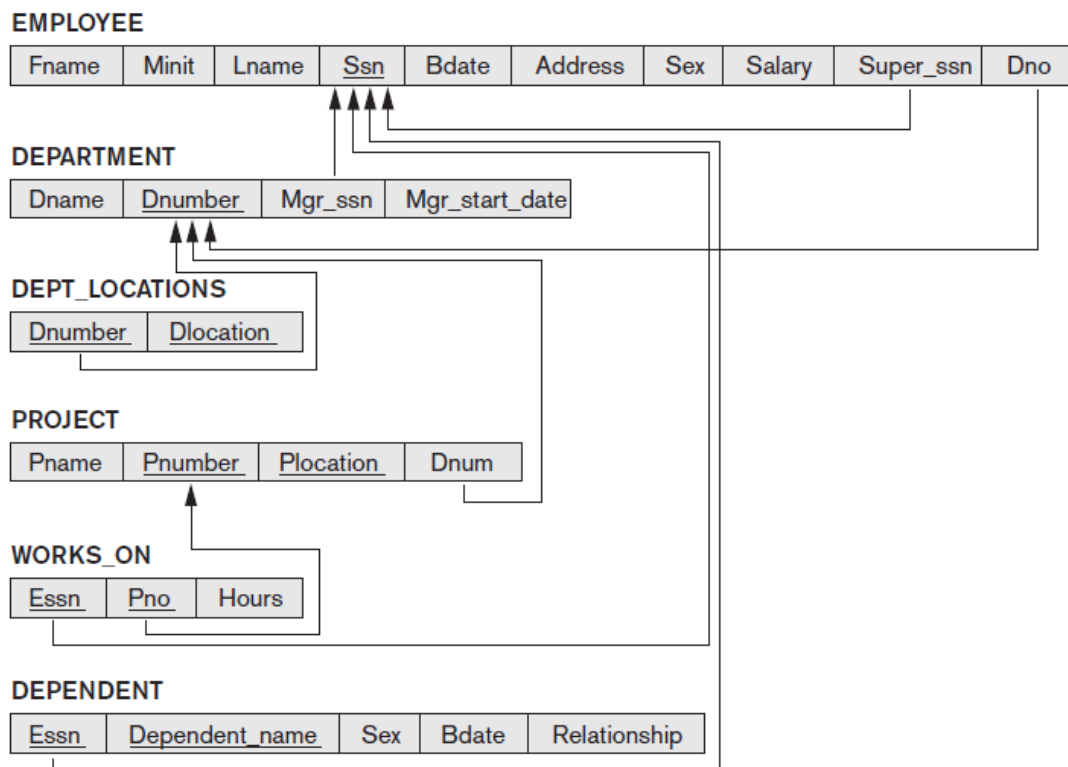 EMPLOYEE
Fname Minit Lname Ssn Bdate Address Sex Salary Super_ssn Dno
DEPARTMENT
Dname Dnumber Mgr_ssn Mgr_start_date
DEPT_LOCATIONS
Dnumber Dlocation
PROJECT
Pname Pnumber Plocation Dnum
WORKS_ON
Essn Pno Hours
DEPENDENT
Essn Dependent_name Sex Bdate Relationship